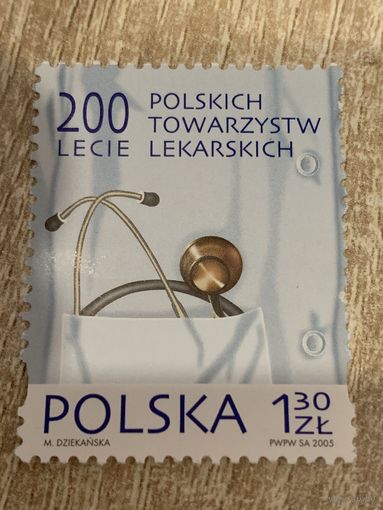 200 POLSKICH
TOWARZYSTW
LECIE LEKARSKICH
POLSKA 1 30 ZŁ
M. DZIEKAŃSKA PWPW SA 2005